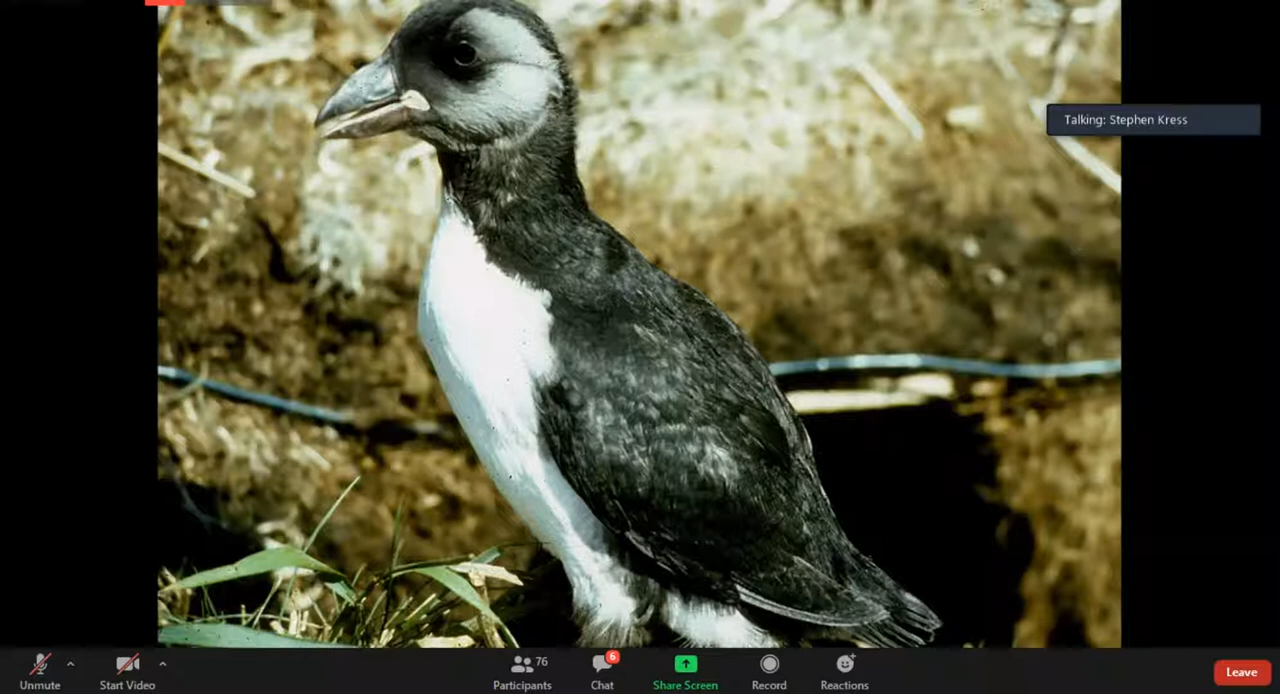 Talking: Stephen Kress
Unmute
Start Video
76
Participants
6
Chat
Share Screen
Record
Reactions
Leave